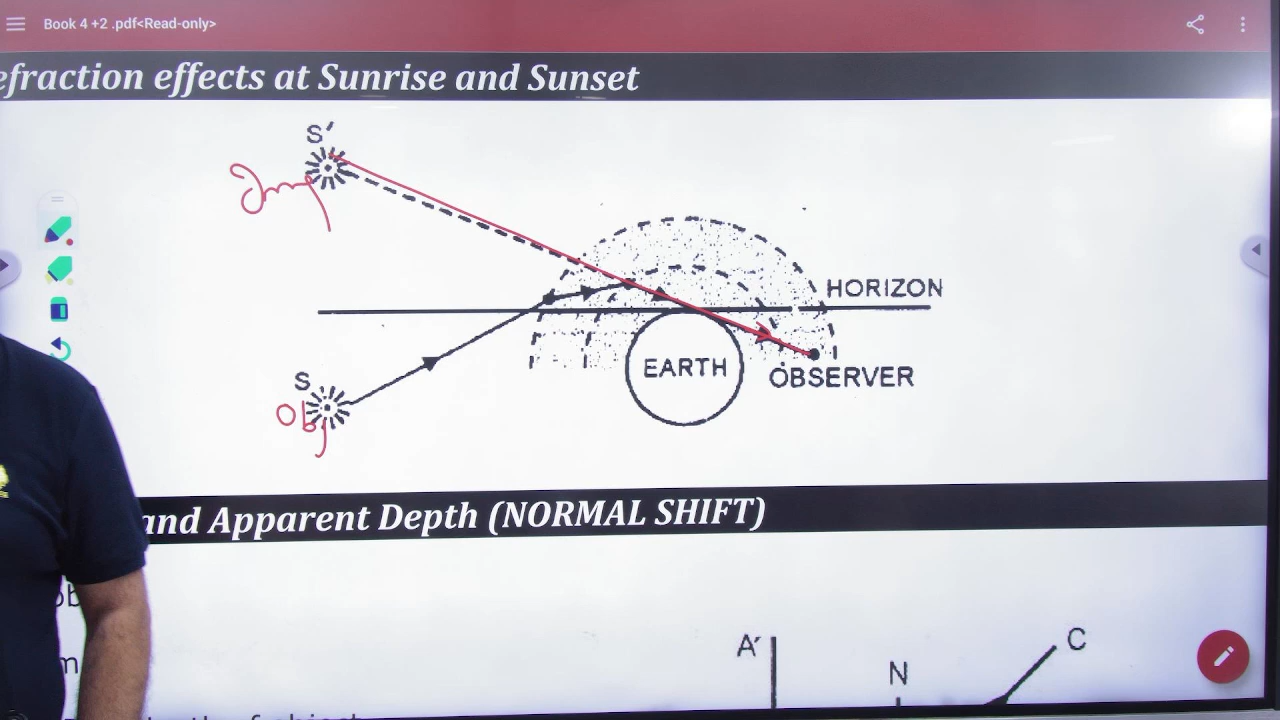 Book 4 +2 .pdf<Read-only>
efraction effects at Sunrise and Sunset
S′
Img
HORIZON
EARTH
OBSERVER
S
Obj
and Apparent Depth (NORMAL SHIFT)
A′
C
N